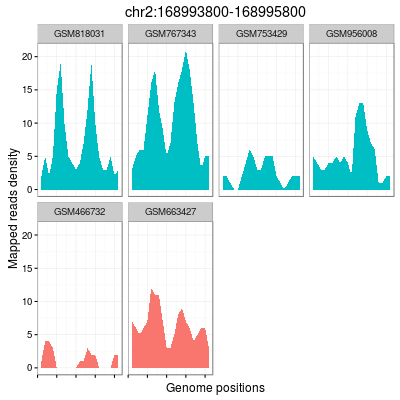 chr2:168993800-168995800
GSM818031 GSM767343 GSM753429 GSM956008
20
15
10
5
0
Mapped reads density
GSM466732 GSM663427
20
15
10
5
0
Genome positions